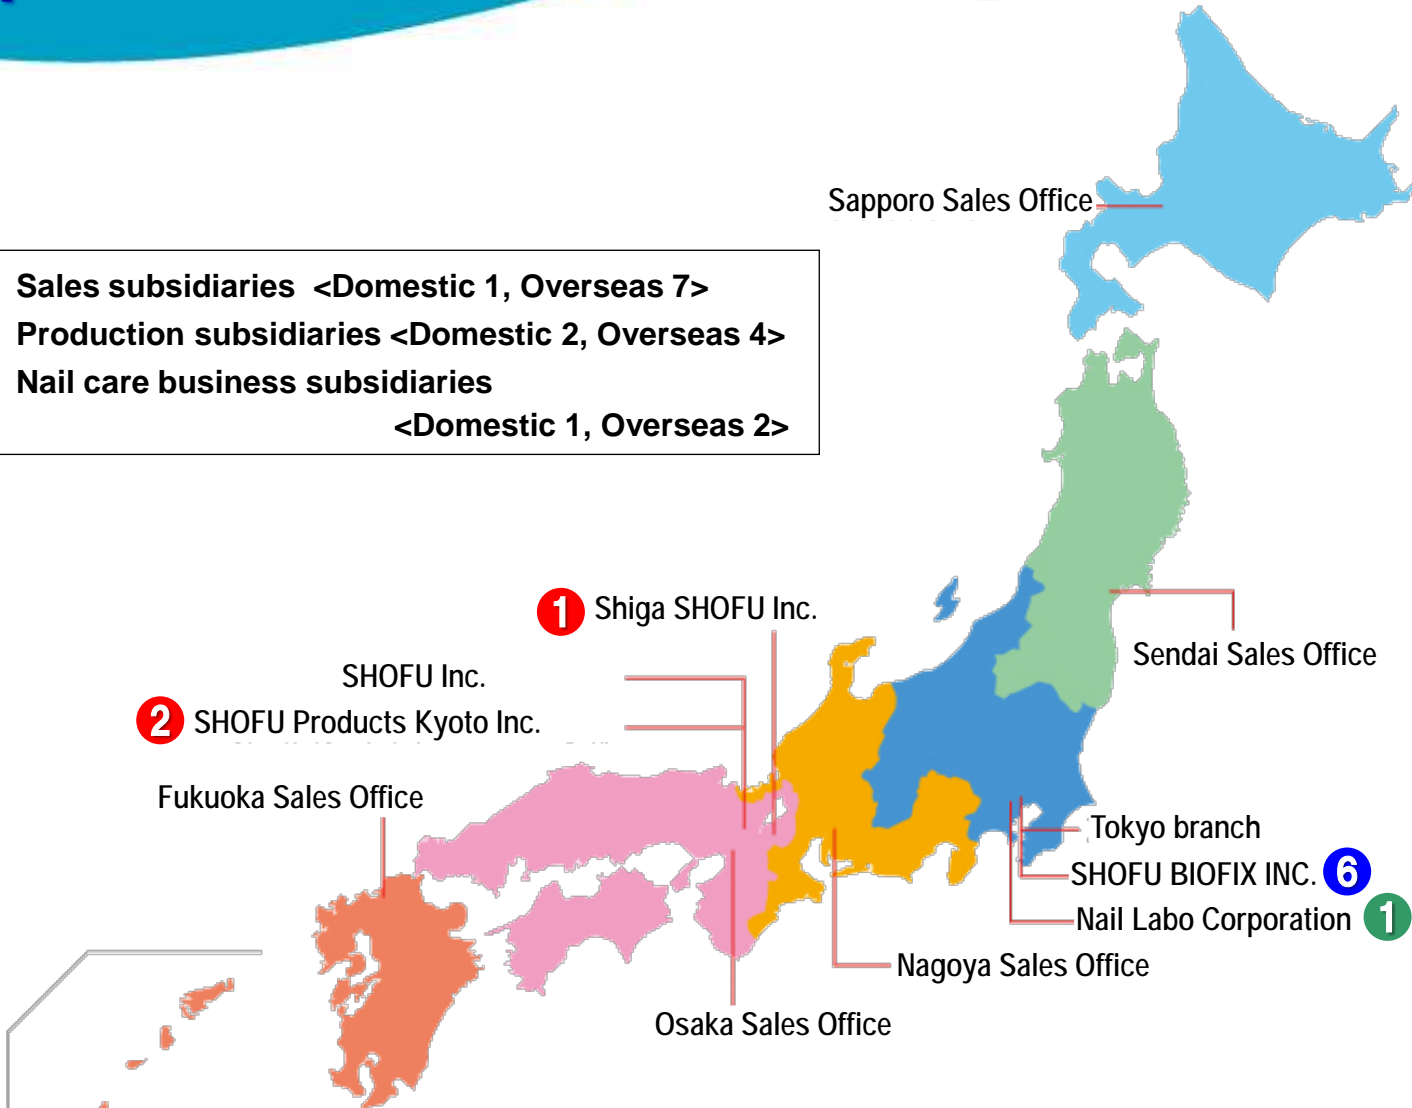 Sapporo Sales Office
Sales subsidiaries <Domestic 1, Overseas 7>
Production subsidiaries <Domestic 2, Overseas 4>
Nail care business subsidiaries
<Domestic 1, Overseas 2>
1 Shiga SHOFU Inc.
Sendai Sales Office
SHOFU Inc.
2 SHOFU Products Kyoto Inc.
Fukuoka Sales Office
Tokyo branch
SHOFU BIOFIX INC. 6
Nail Labo Corporation 1
Nagoya Sales Office
Osaka Sales Office